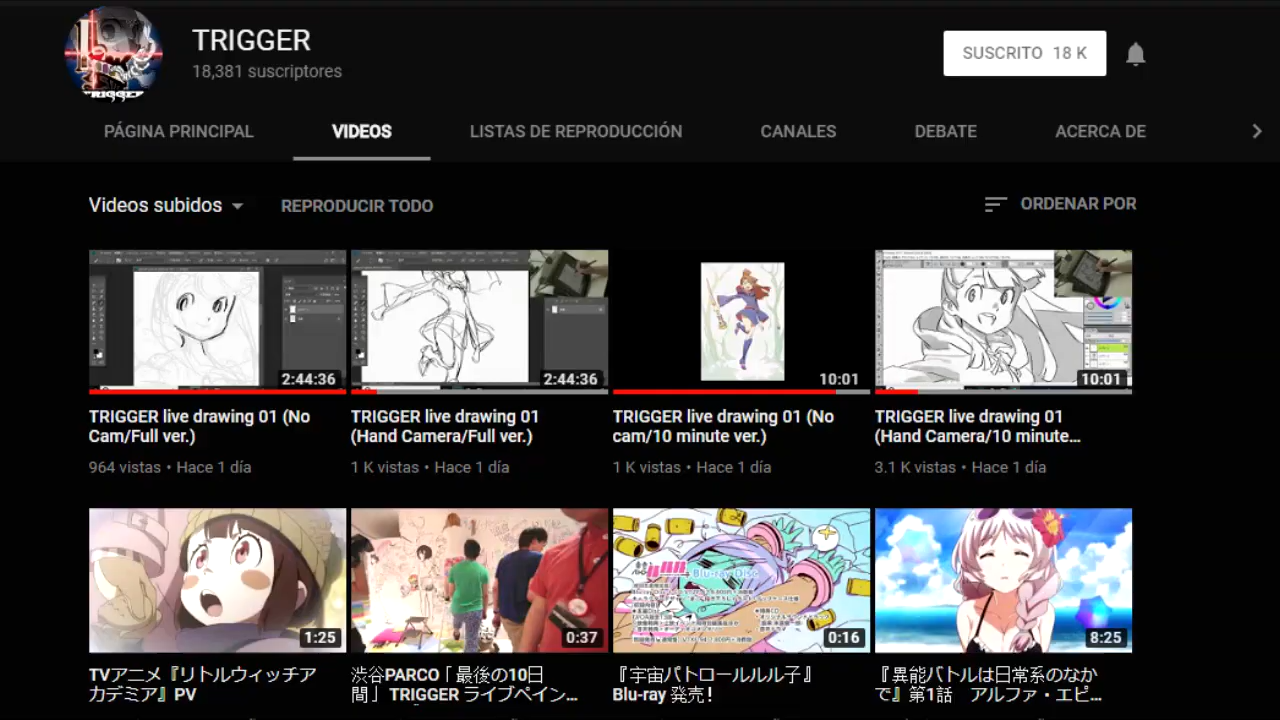 TRIGGER
18,381 suscriptores
SUSCRITO 18 K
TRIGGER
PÁGINA PRINCIPAL
VIDEOS
LISTAS DE REPRODUCCIÓN
CANALES
DEBATE
ACERCA DE
Videos subidos
REPRODUCIR TODO
ORDENAR POR
2:44:36
2:44:36
10:01
10:01
TRIGGER live drawing 01 (No
Cam/Full ver.)
964 vistas • Hace 1 día
TRIGGER live drawing 01
(Hand Camera/Full ver.)
1 K vistas • Hace 1 día
TRIGGER live drawing 01 (No
cam/10 minute ver.)
1 K vistas • Hace 1 día
TRIGGER live drawing 01
(Hand Camera/10 minute...
3.1 K vistas • Hace 1 día
Blu-ray Disc
1:25
0:37
0:16
8:25
TVアニメ『リトルウィッチア
カデミア』PV
渋谷PARCO「最後の10日
間」 TRIGGER ライブペイン...
『宇宙パトロールルル子』
Blu-ray 発売！
『異能バトルは日常系のなか
で』第1話　アルファ・エピ...